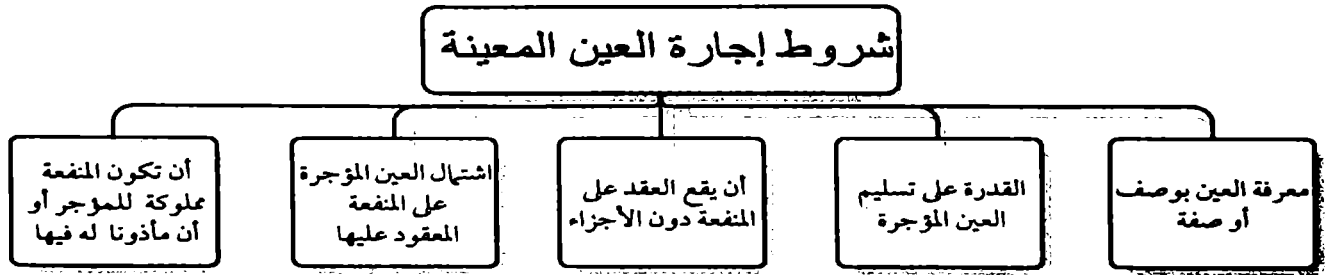 شروط إجارة العين المعينة
معرفة العين بوصف
أو صفة
القدرة على تسليم
العين المؤجرة
أن يقع العقد على
المنفعة دون الأجزاء
اشتمال العين المؤجرة
على المنفعة
المعقود عليها
أن تكون المنفعة
مملوكة للمؤجر أو
أن مأذونا له فيها